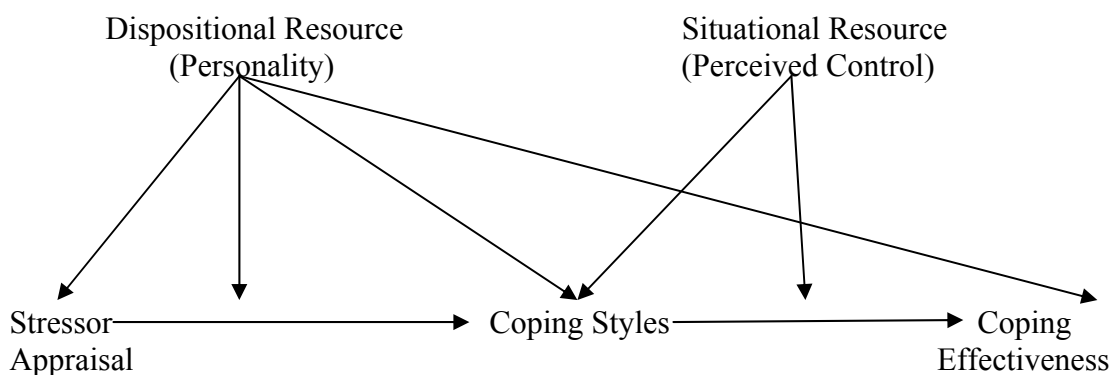 Dispositional Resource
(Personality)
Situational Resource
(Perceived Control)
Stressor
Appraisal
Coping Styles
Coping
Effectiveness